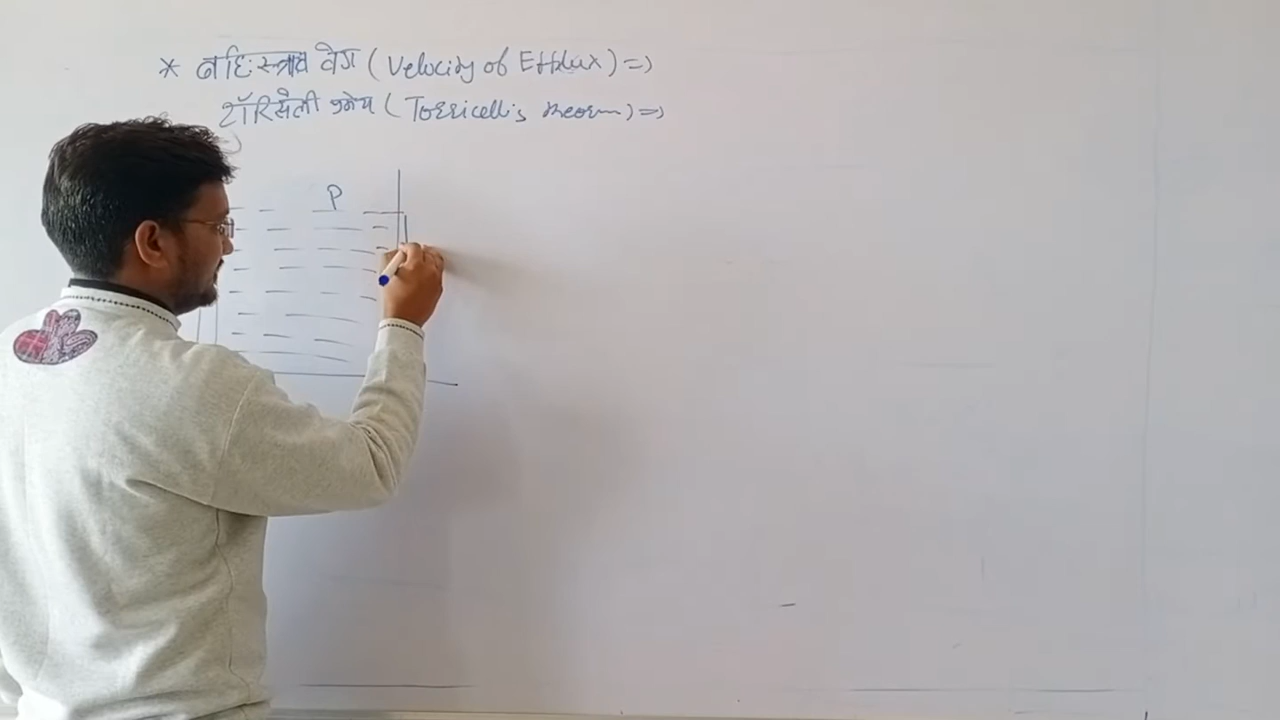 * बहिःस्त्राव वेग (Velocity of Efflux) =>
टॉरिसेली प्रमेय (Torricelli's theorem) =>
P